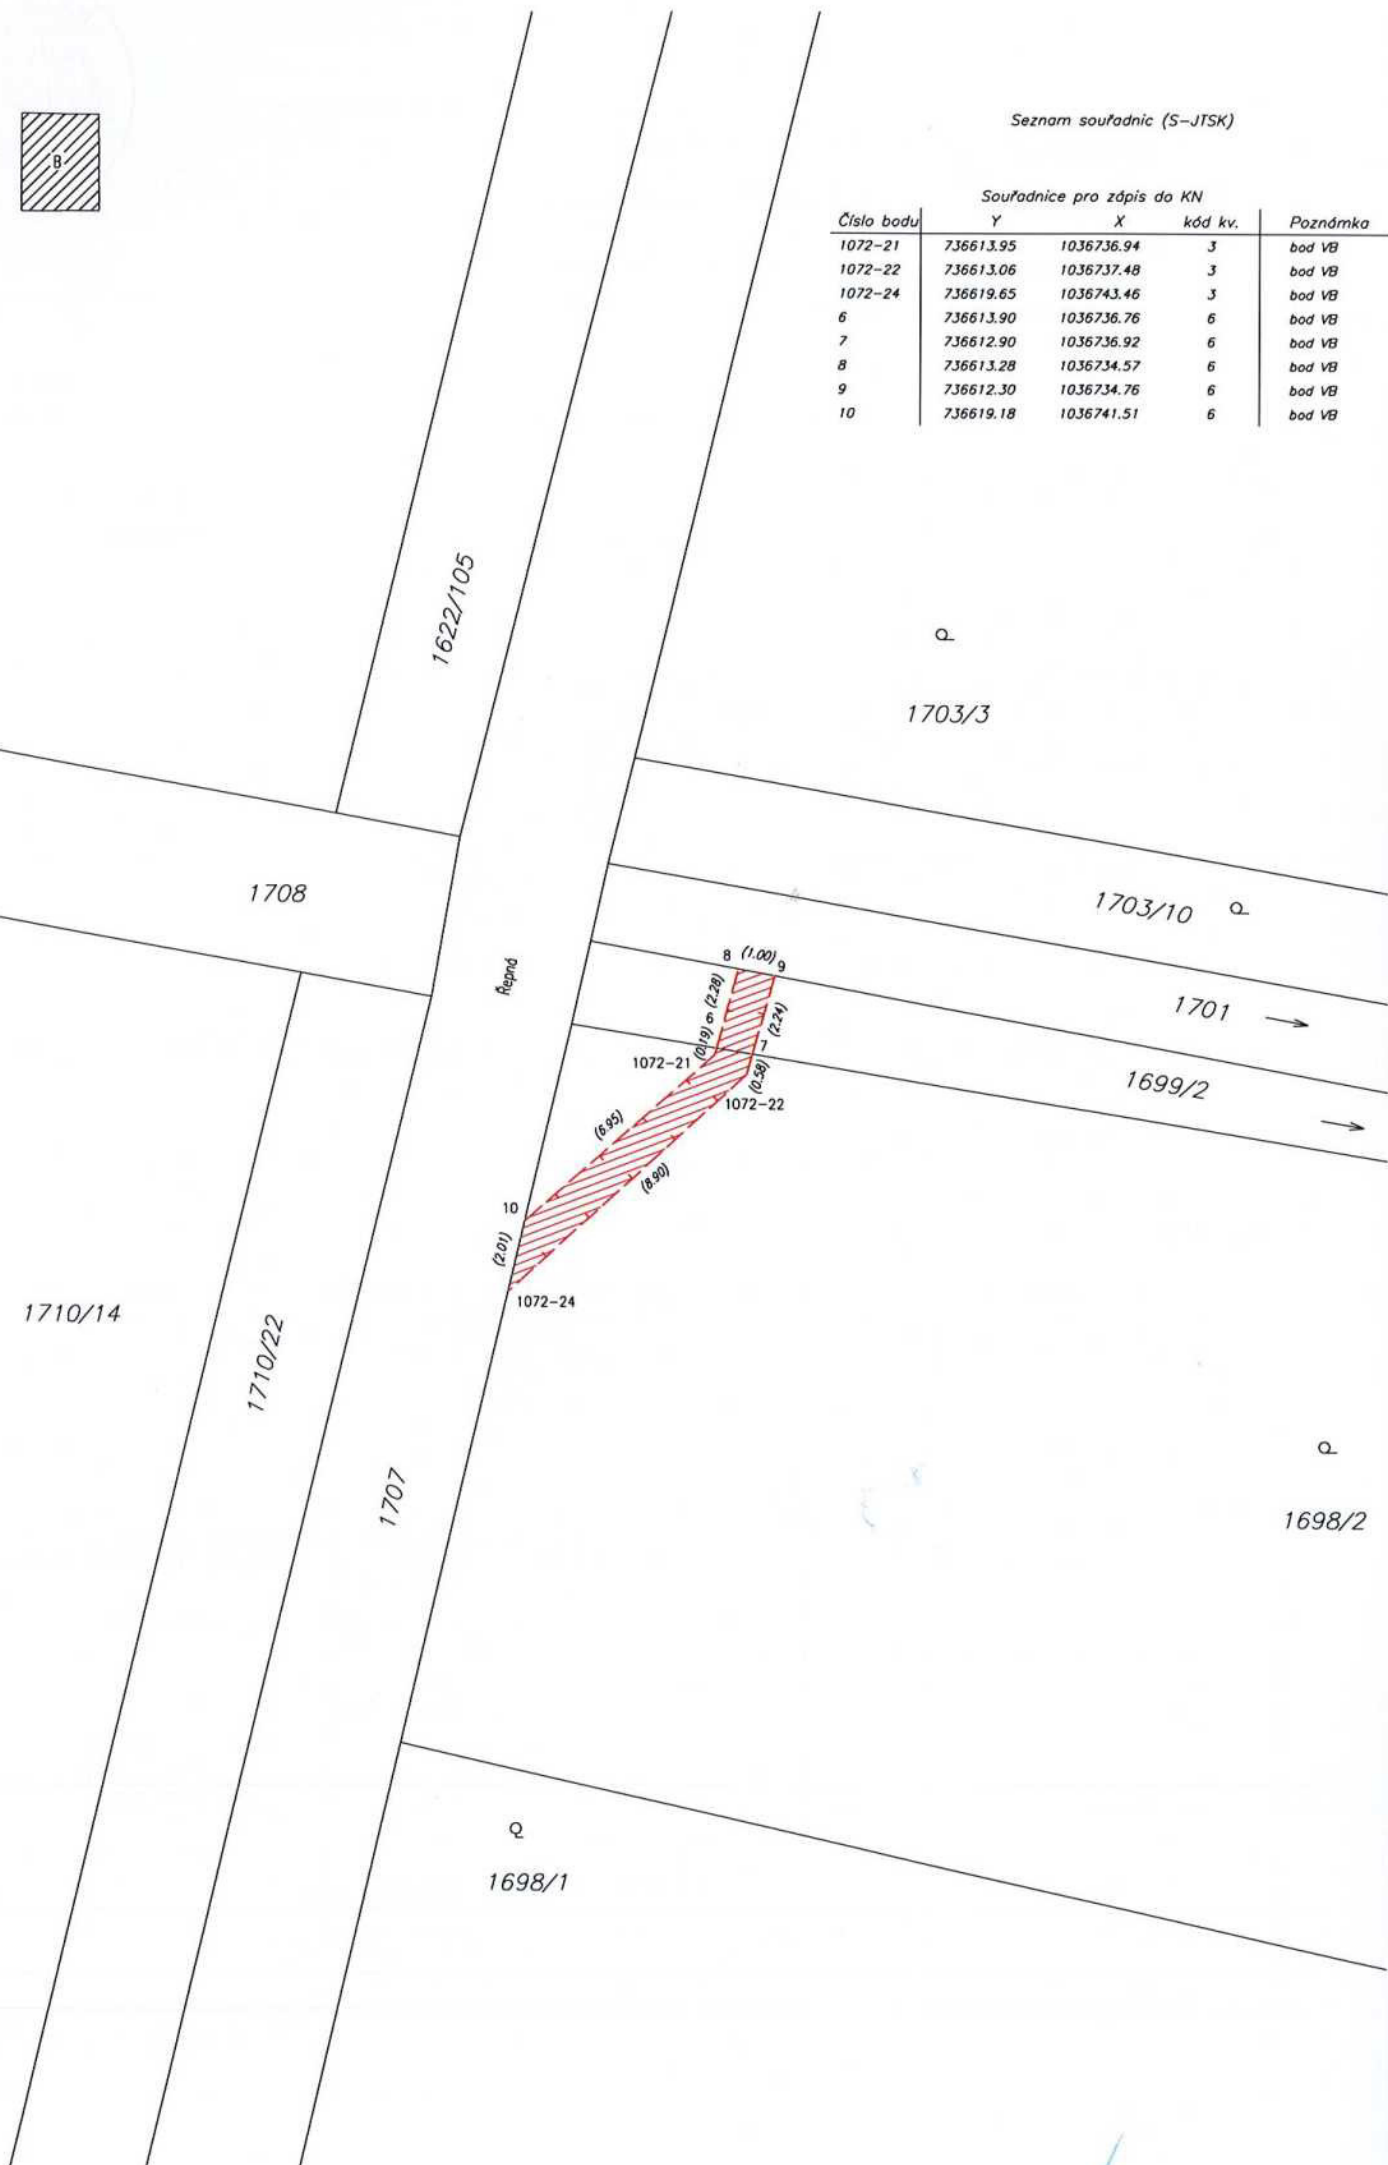 B
Seznam souřadnic (S-JTSK)
Souřadnice pro zápis do KN
Číslo bodu Y X kód kv. Poznámka
1072-21 736613.95 1036736.94 3 bod VB
1072-22 736613.06 1036737.48 3 bod VB
1072-24 736619.65 1036743.46 3 bod VB
6 736613.90 1036736.76 6 bod VB
7 736612.90 1036736.92 6 bod VB
8 736613.28 1036734.57 6 bod VB
9 736612.30 1036734.76 6 bod VB
10 736619.18 1036741.51 6 bod VB
1622/105
1703/3
1708
1703/10
Řepná
8 (1.00) 9
(2.28)
6
(0.19)
(2.24)
7
1701
1072-21
(0.58)
1072-22
1699/2
(6.95)
(8.90)
10
(2.01)
1072-24
1710/14
1710/22
1707
1698/2
1698/1